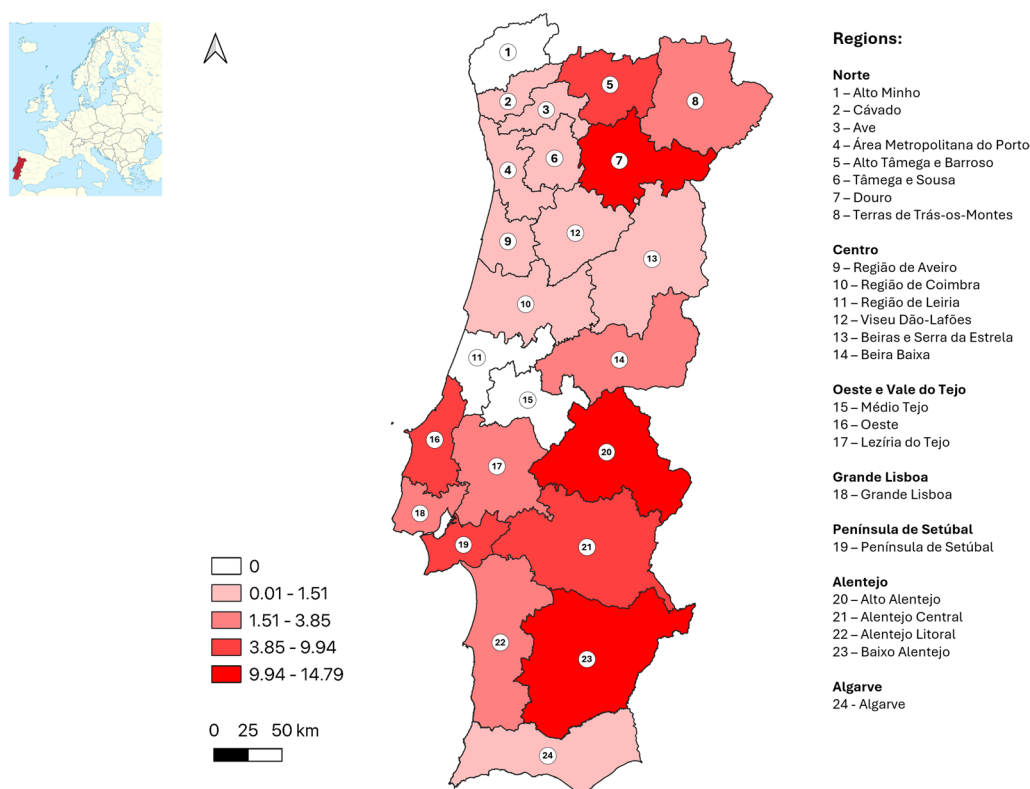 1
2
3
4
5
6
7
8
9
10
11
12
13
14
15
16
17
18
19
20
21
22
23
24
0
0.01 - 1.51
1.51 - 3.85
3.85 - 9.94
9.94 - 14.79
0 25 50 km
Regions:
Norte
1 – Alto Minho
2 – Cávado
3 – Ave
4 – Área Metropolitana do Porto
5 – Alto Tâmega e Barroso
6 – Tâmega e Sousa
7 – Douro
8 – Terras de Trás-os-Montes
Centro
9 – Região de Aveiro
10 – Região de Coimbra
11 – Região de Leiria
12 – Viseu Dão-Lafões
13 – Beiras e Serra da Estrela
14 – Beira Baixa
Oeste e Vale do Tejo
15 – Médio Tejo
16 – Oeste
17 – Lezíria do Tejo
Grande Lisboa
18 – Grande Lisboa
Península de Setúbal
19 – Península de Setúbal
Alentejo
20 – Alto Alentejo
21 – Alentejo Central
22 – Alentejo Litoral
23 – Baixo Alentejo
Algarve
24 - Algarve